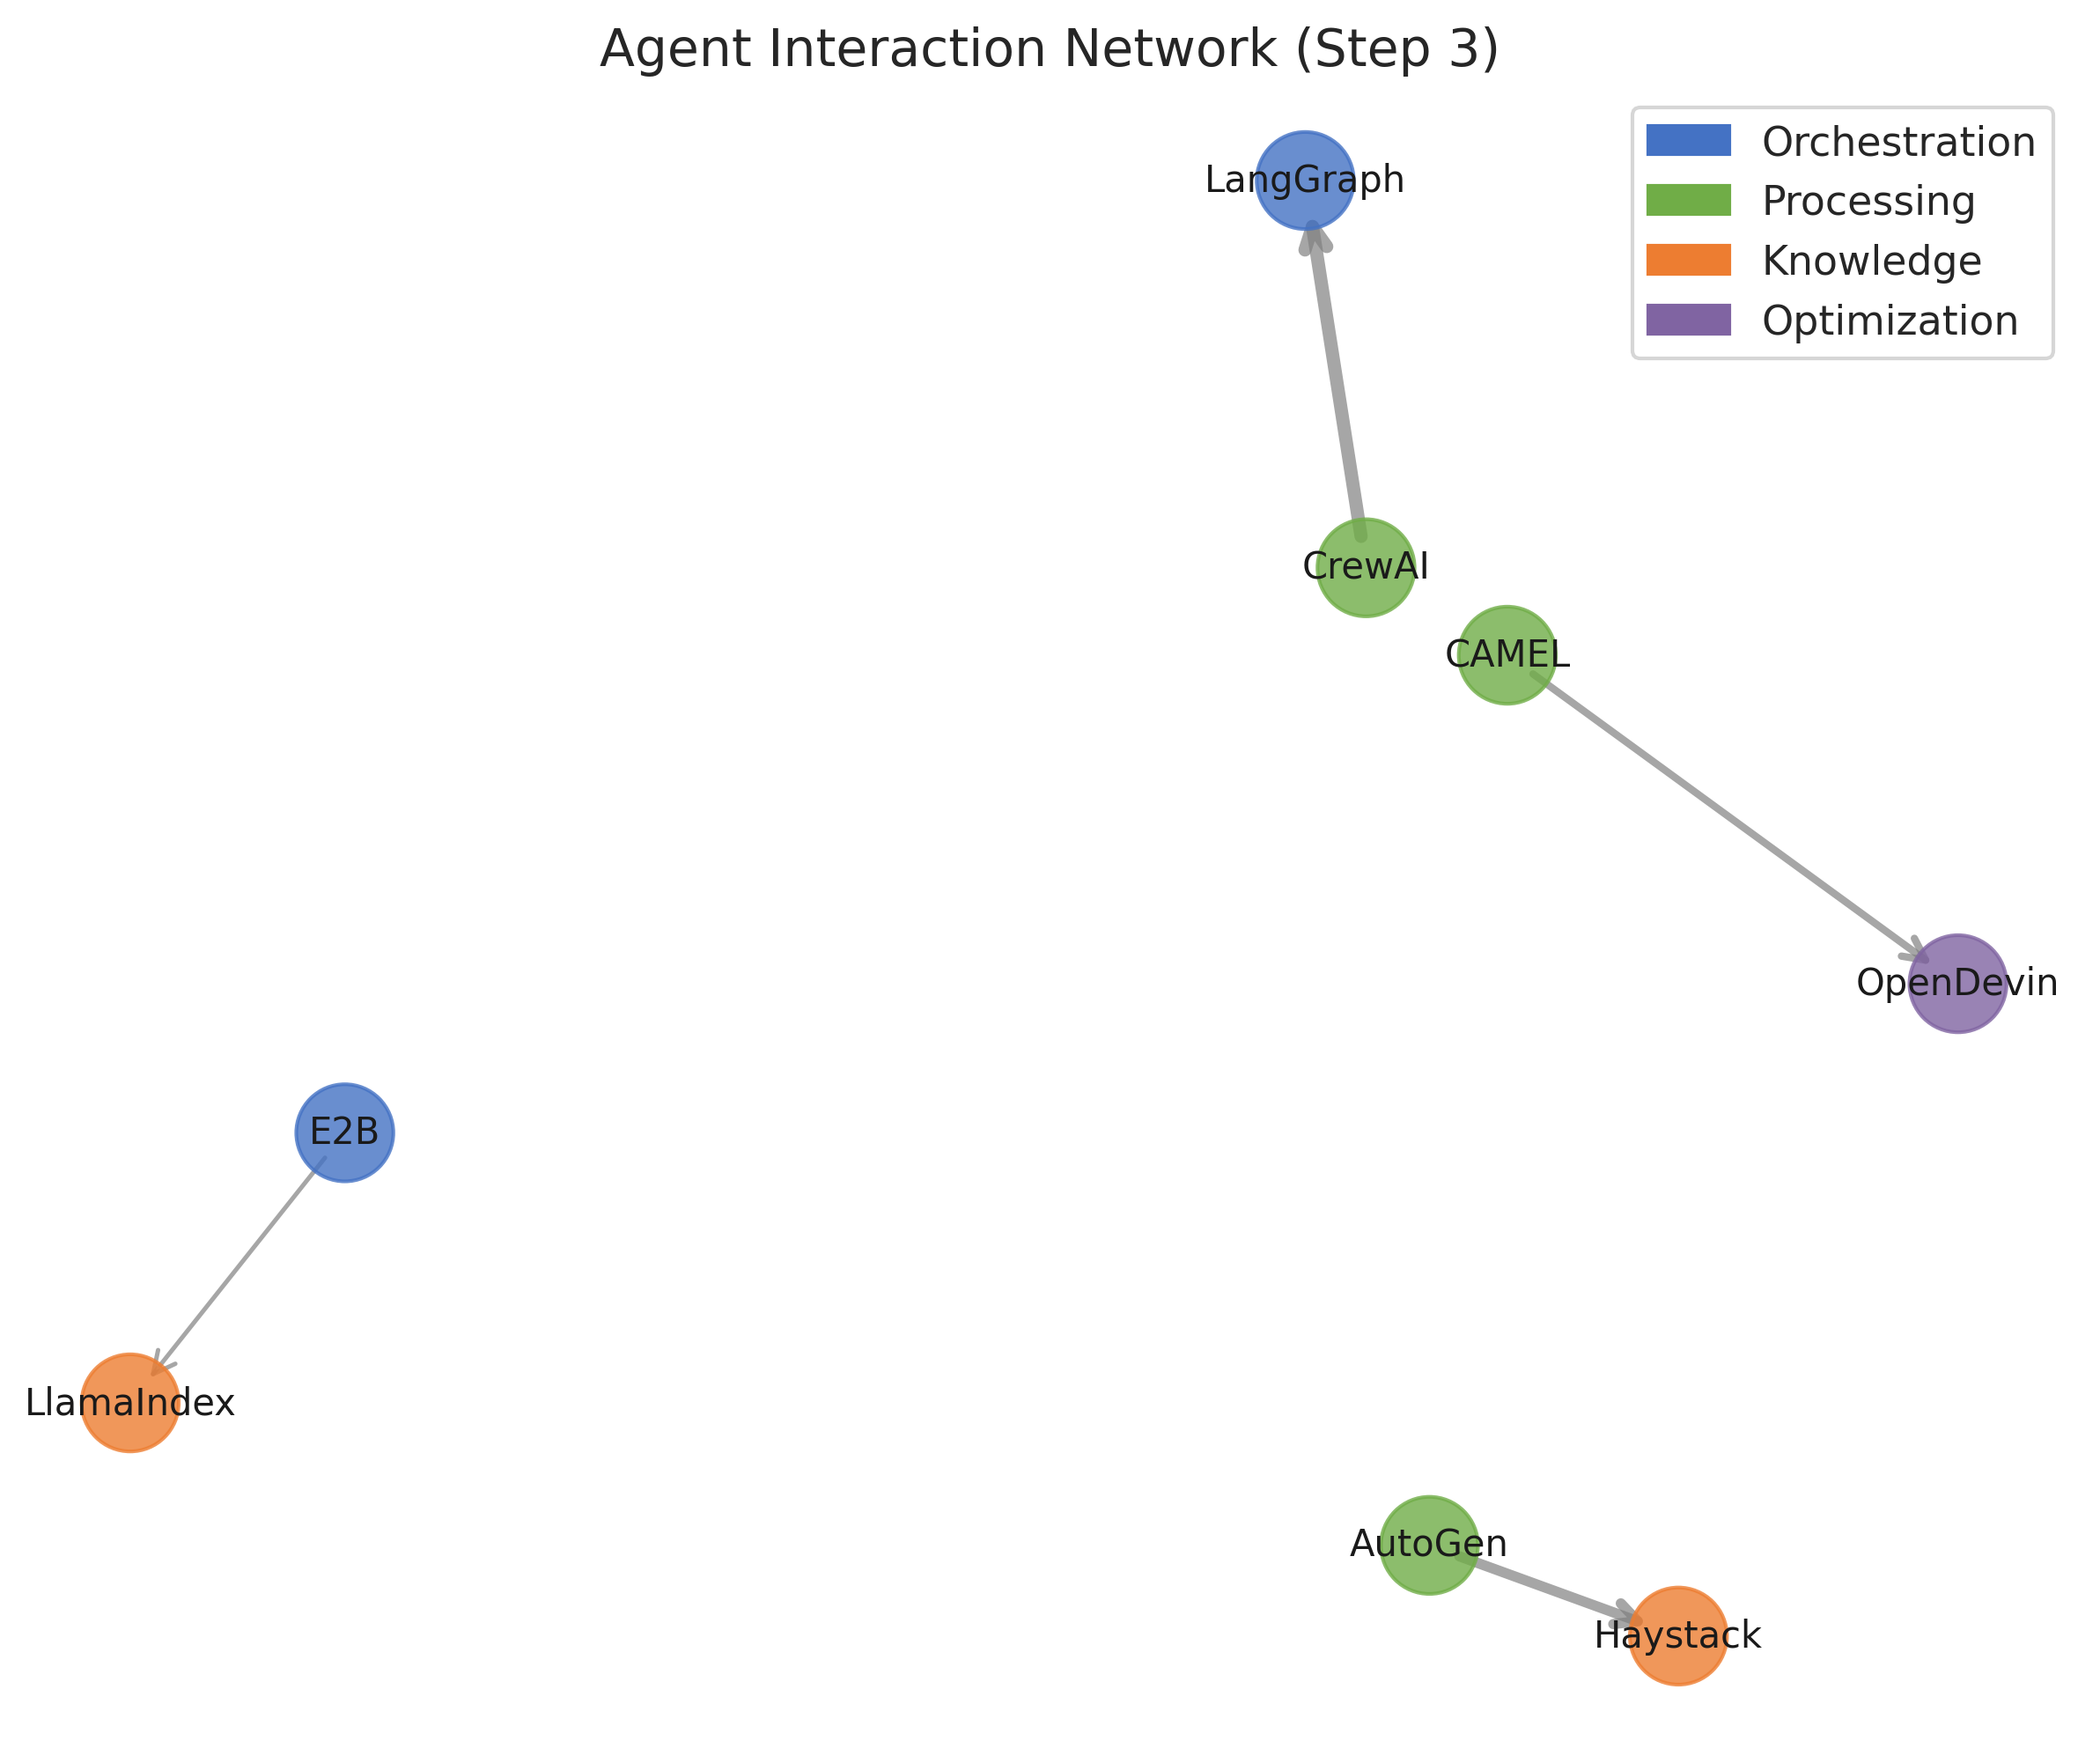 Agent Interaction Network (Step 3)
Orchestration
Processing
Knowledge
Optimization
LangGraph
CrewAI
CAMEL
OpenDevin
E2B
LlamaIndex
AutoGen
Haystack